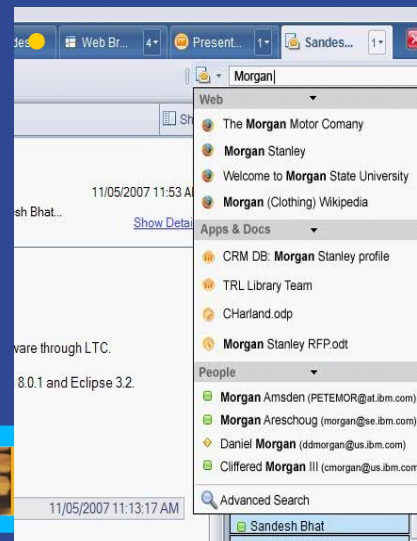 des
Web Br... 4
Present... 1
Sandes... 1
Morgan
Web
Sh
The Morgan Motor Comany
Morgan Stanley
Welcome to Morgan State University
Morgan (Clothing) Wikipedia
11/05/2007 11:53 A
sh Bhat...
Show Detai
Apps & Docs
CRM DB: Morgan Stanley profile
TRL Library Team
CHarland.odp
Morgan Stanley RFP.odt
ware through LTC.
8.0.1 and Eclipse 3.2.
People
Morgan Amsden (PETEMOR@at.ibm.com)
Morgan Areschoug (morgan@se.ibm.com)
Daniel Morgan (ddmorgan@us.ibm.com)
Cliffered Morgan III (cmorgan@us.ibm.com
Advanced Search
11/05/2007 11:13:17 AM
Sandesh Bhat